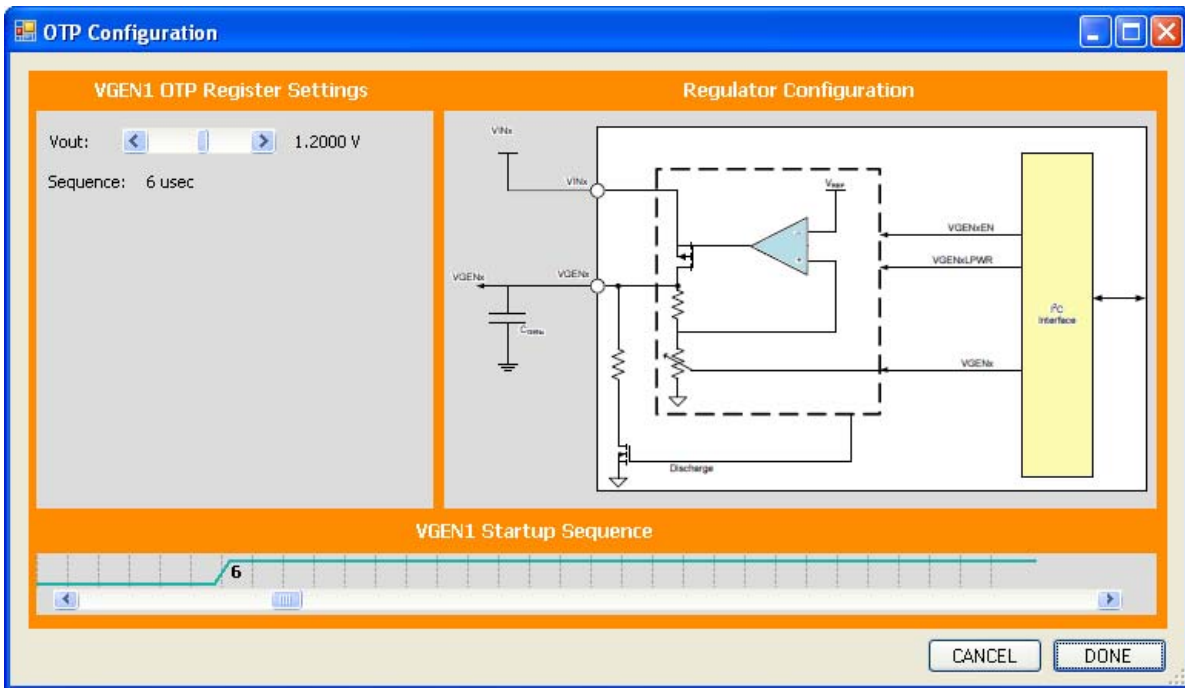 OTP Configuration
VGEN1 OTP Register Settings
Regulator Configuration
Vout: 1.2000 V
Sequence: 6 usec
VINx
VINx
VREF
VGENxEN
VGENxLPWR
VGENx
VGENx
I²C
Interface
VGENx
Discharge
VGEN1 Startup Sequence
6
CANCEL
DONE